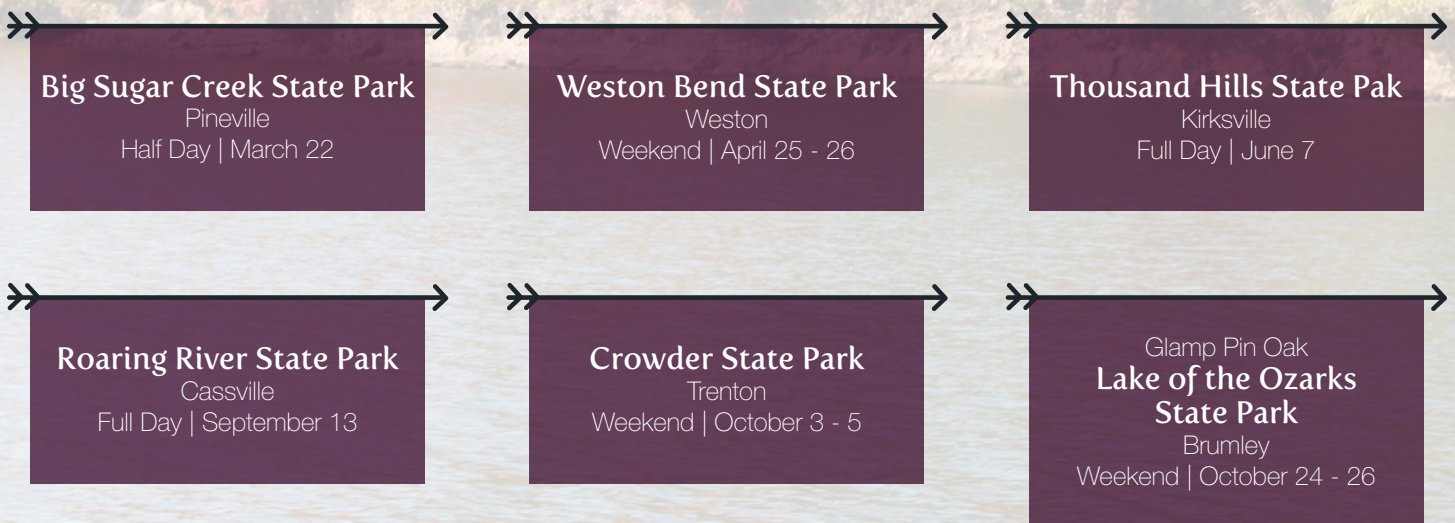 Big Sugar Creek State Park
Pineville
Half Day | March 22
Weston Bend State Park
Weston
Weekend | April 25 - 26
Thousand Hills State Pak
Kirksville
Full Day | June 7
Roaring River State Park
Cassville
Full Day | September 13
Crowder State Park
Trenton
Weekend | October 3 - 5
Glamp Pin Oak
Lake of the Ozarks
State Park
Brumley
Weekend | October 24 - 26